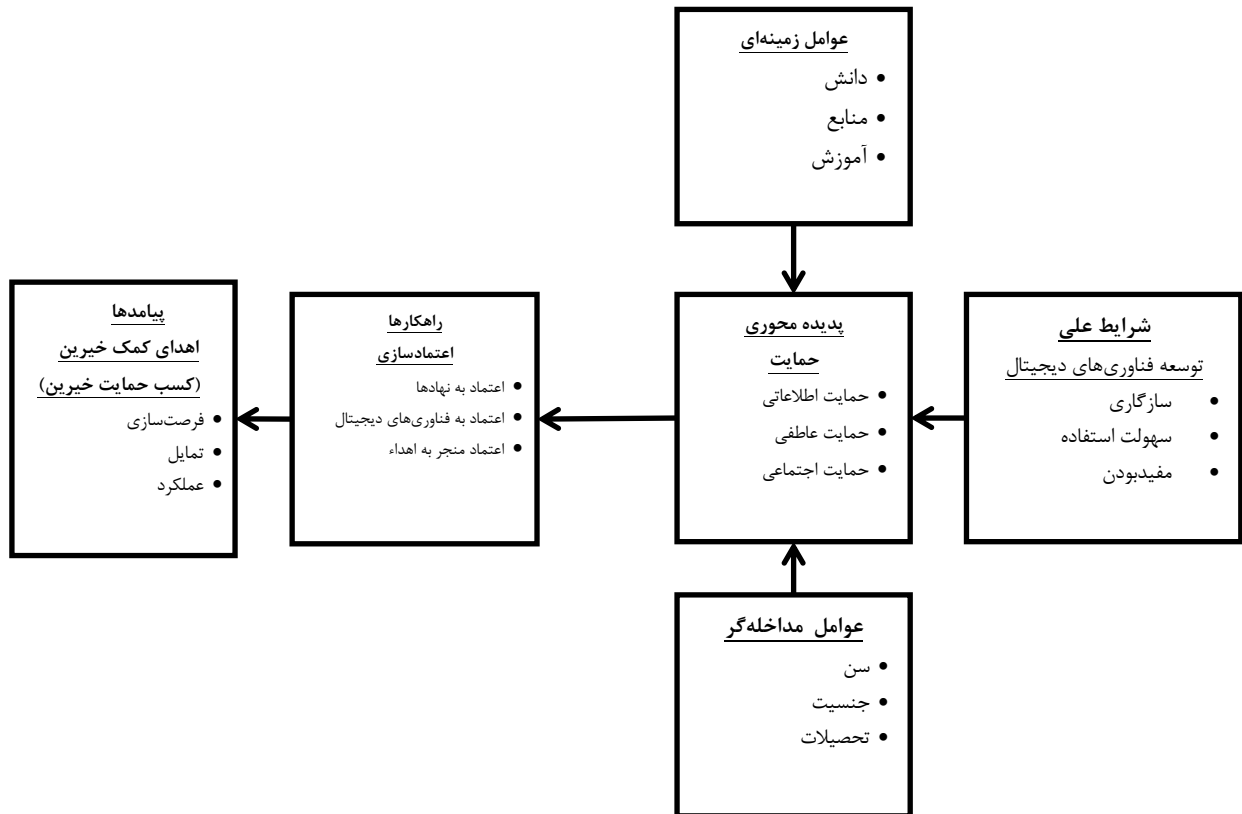 عوامل زمینه‌ای
دانش
منابع
آموزش
شرایط علی
توسعه فناوری‌های دیجیتال
سازگاری
سهولت استفاده
مفیدبودن
پدیده محوری
حمایت
حمایت اطلاعاتی
حمایت عاطفی
حمایت اجتماعی
راهکارها
اعتمادسازی
اعتماد به نهادها
اعتماد به فناوری‌های دیجیتال
اعتماد منجر به اهداء
پیامدها
اهدای کمک خیرین
(کسب حمایت خیرین)
فرصت‌سازی
تمایل
عملکرد
عوامل مداخله‌گر
سن
جنسیت
تحصیلات